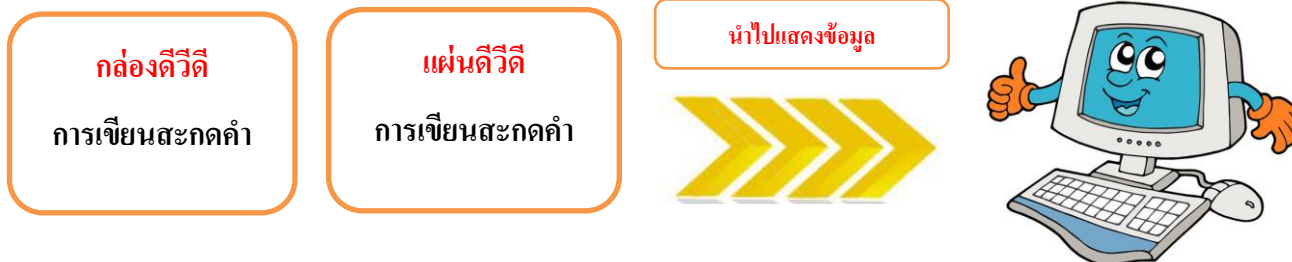 กล่องดีวีดี
การเขียนสะกดคำ
แผ่นดีวีดี
การเขียนสะกดคำ
นำไปแสดงข้อมูล